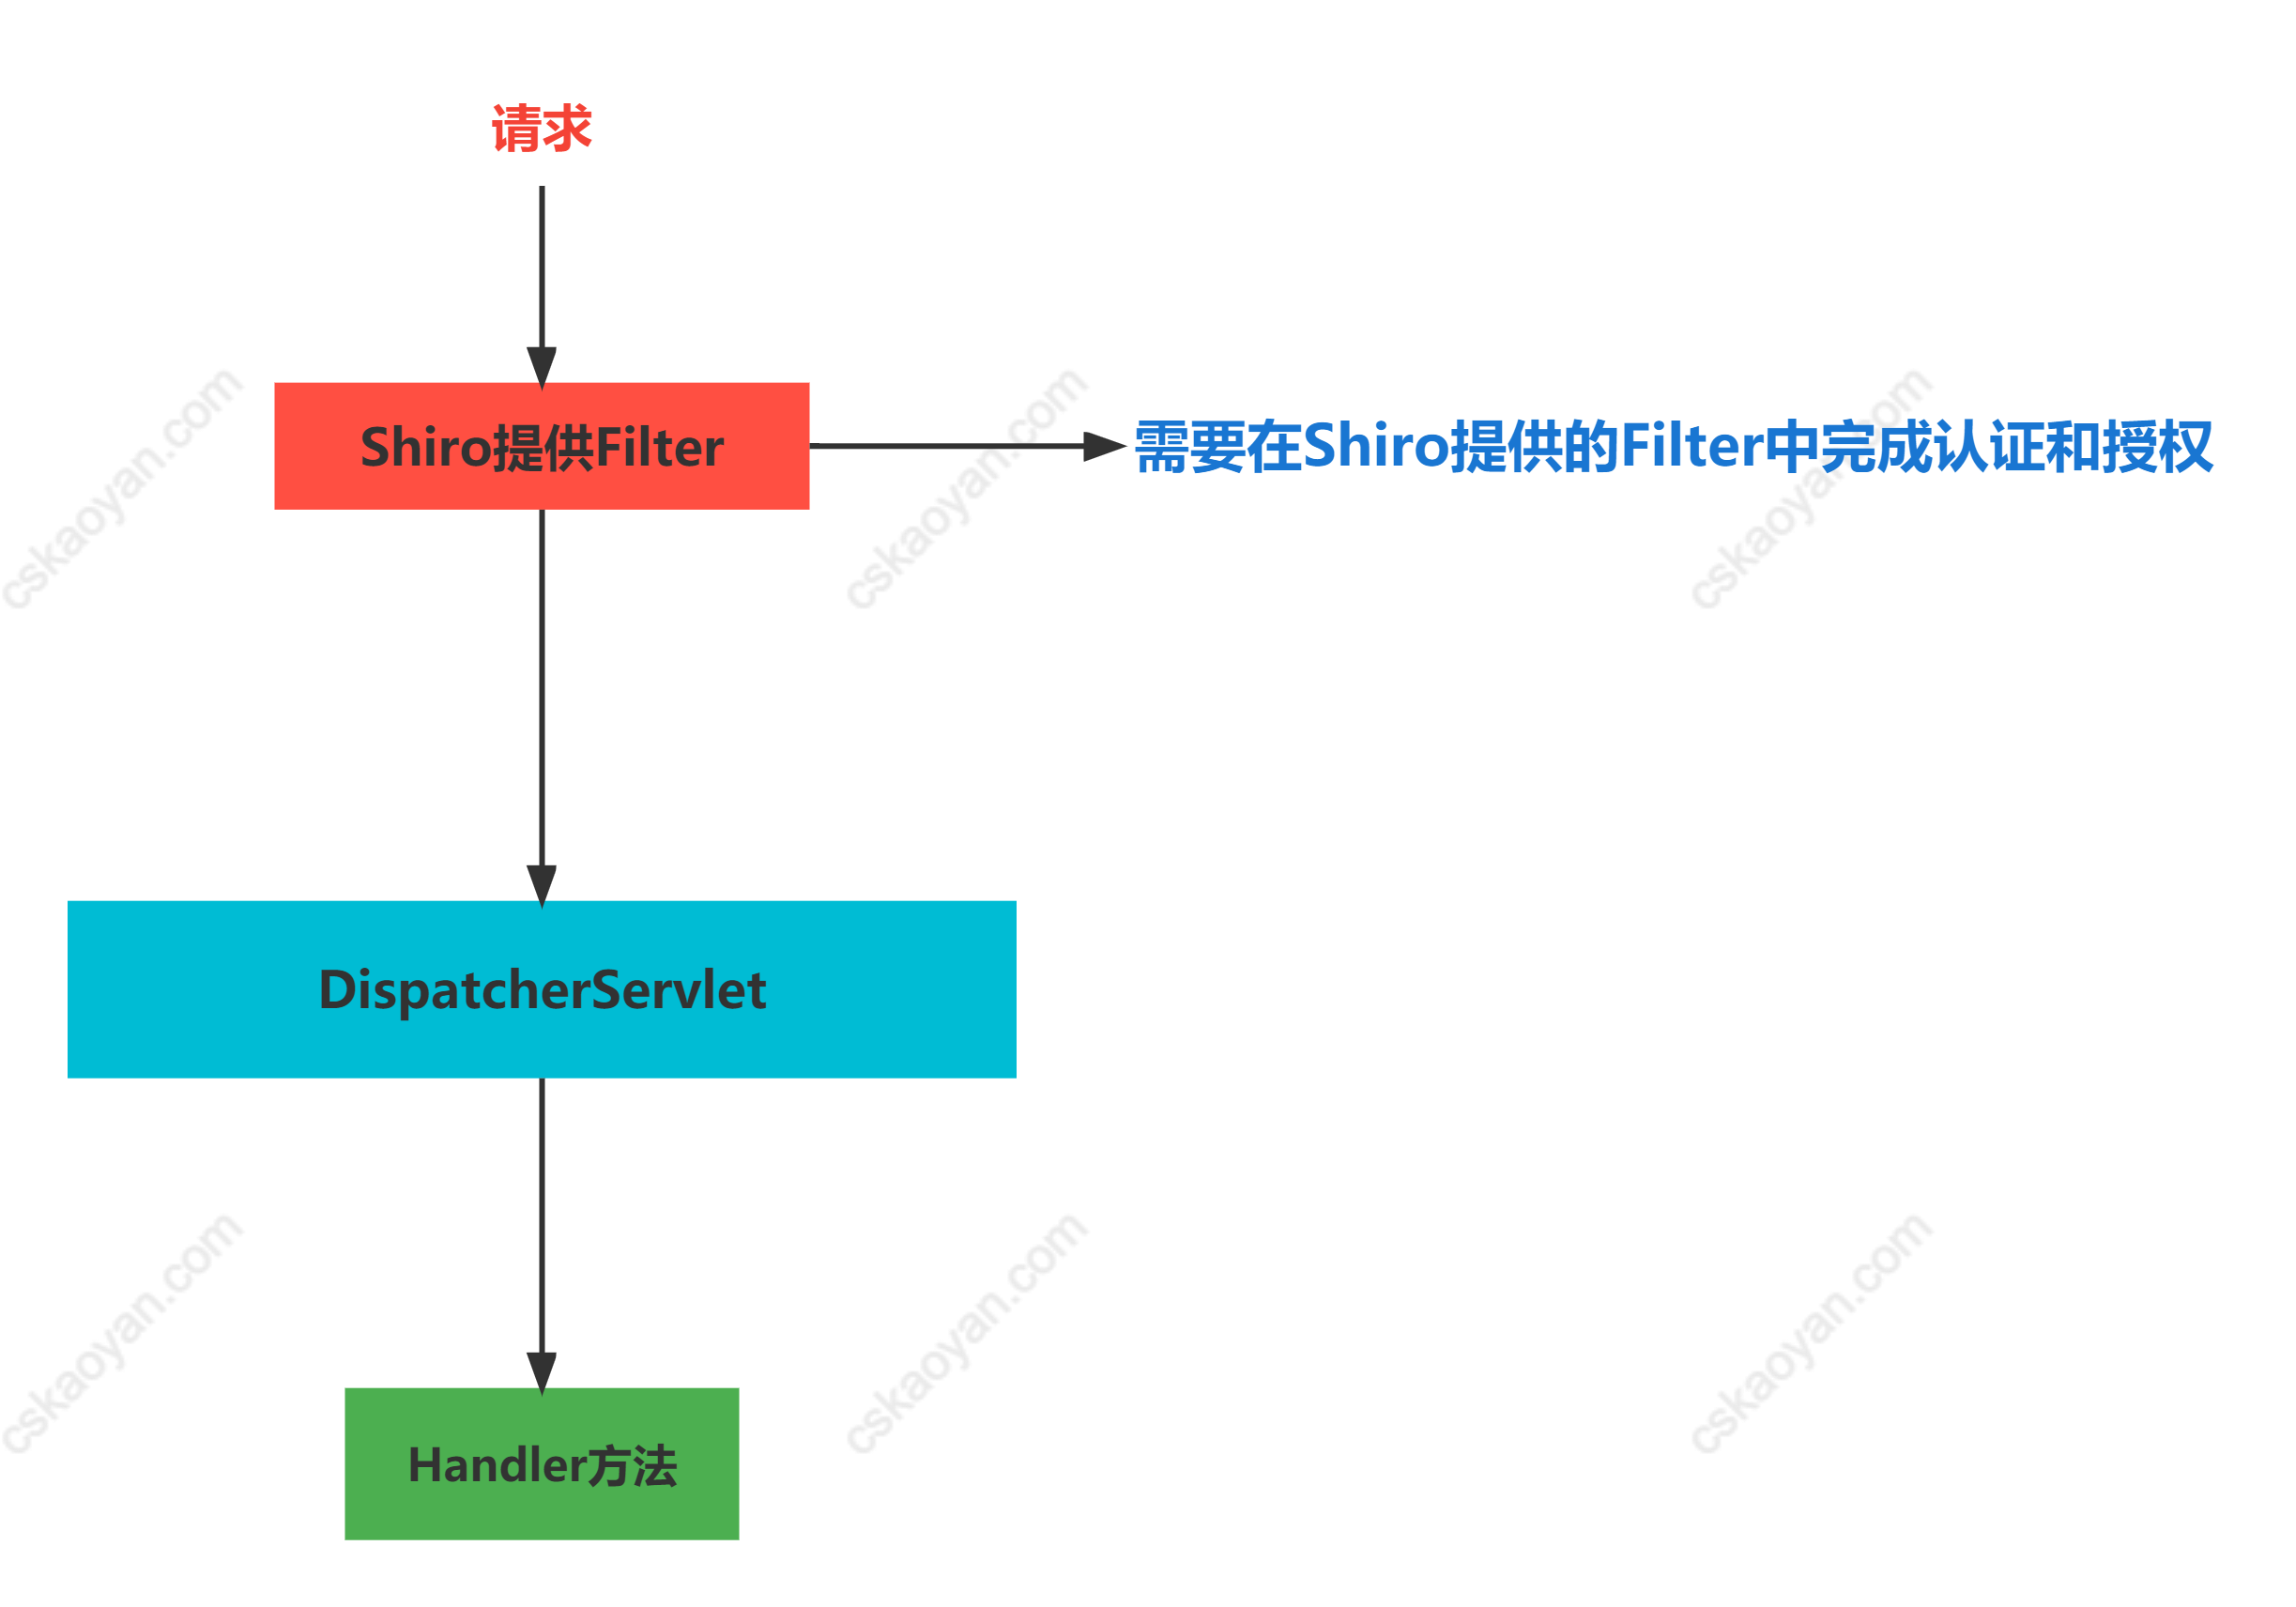 请求
Shiro提供Filter
需要在Shiro提供的Filter中完成认证和授权
cskaoyan.com
cskaoyan.com
cskaoyan.com
DispatcherServlet
cskaoyan.com
cskaoyan.com
cskaoyan.com
Handler方法